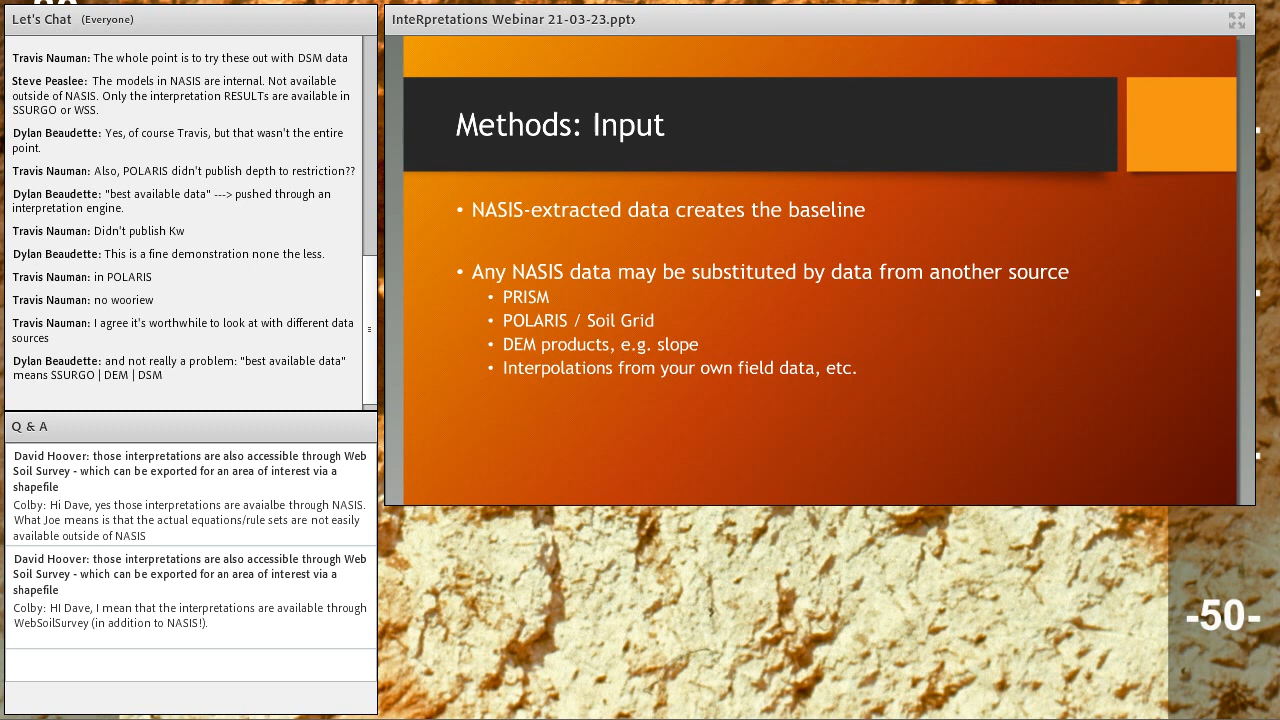 Let's Chat (Everyone)
Travis Nauman: The whole point is to try these out with DSM data
Steve Peaslee: The models in NASIS are internal. Not available
outside of NASIS. Only the interpretation RESULTs are available in
SSURGO or WSS.
Dylan Beaudette: Yes, of course Travis, but that wasn't the entire
point.
Travis Nauman: Also, POLARIS didn't publish depth to restriction??
Dylan Beaudette: "best available data" ---> pushed through an
interpretation engine.
Travis Nauman: Didn't publish Kw
Dylan Beaudette: This is a fine demonstration none the less.
Travis Nauman: in POLARIS
Travis Nauman: no wooriew
Travis Nauman: I agree it's worthwhile to look at with different data
sources
Dylan Beaudette: and not really a problem: "best available data"
means SSURGO | DEM | DSM
Q & A
David Hoover: those interpretations are also accessible through Web
Soil Survey - which can be exported for an area of interest via a
shapefile
Colby: Hi Dave, yes those interpretations are avaialbe through NASIS.
What Joe means is that the actual equations/rule sets are not easily
available outside of NASIS
David Hoover: those interpretations are also accessible through Web
Soil Survey - which can be exported for an area of interest via a
shapefile
Colby: HI Dave, I mean that the interpretations are available through
WebSoilSurvey (in addition to NASIS!).
InteRpretations Webinar 21-03-23.ppt
Methods: Input
• NASIS-extracted data creates the baseline
• Any NASIS data may be substituted by data from another source
• PRISM
• POLARIS / Soil Grid
• DEM products, e.g. slope
• Interpolations from your own field data, etc.
-50-